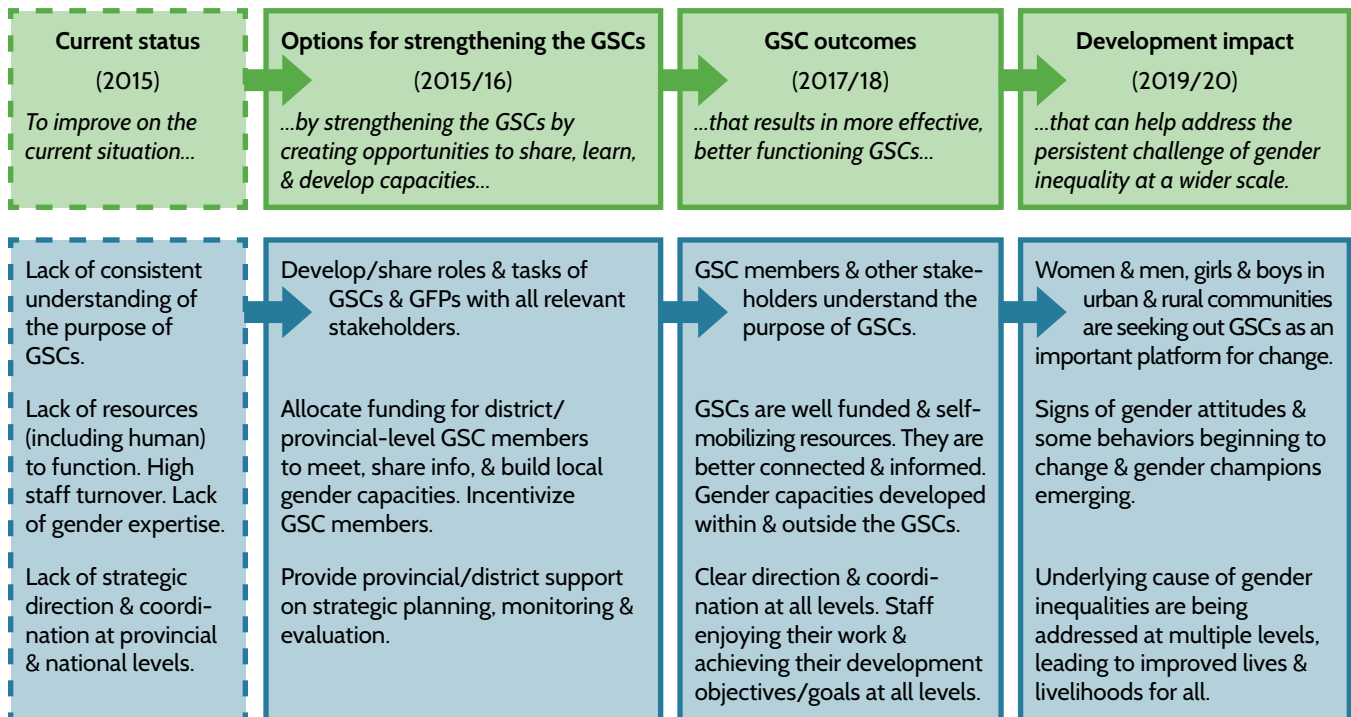 Current status
(2015)
To improve on the
current situation...
Options for strengthening the GSCs
(2015/16)
...by strengthening the GSCs by
creating opportunities to share, learn,
& develop capacities...
GSC outcomes
(2017/18)
...that results in more effective,
better functioning GSCs...
Development impact
(2019/20)
...that can help address the
persistent challenge of gender
inequality at a wider scale.
Lack of consistent
understanding of
the purpose of
GSCs.
Lack of resources
(including human)
to function. High
staff turnover. Lack
of gender expertise.
Lack of strategic
direction & coordi-
nation at provincial
& national levels.
Develop/share roles & tasks of
GSCs & GFPs with all relevant
stakeholders.
Allocate funding for district/
provincial-level GSC members
to meet, share info, & build local
gender capacities. Incentivize
GSC members.
Provide provincial/district support
on strategic planning, monitoring &
evaluation.
GSC members & other stake-
holders understand the
purpose of GSCs.
GSCs are well funded & self-
mobilizing resources. They are
better connected & informed.
Gender capacities developed
within & outside the GSCs.
Clear direction & coordi-
nation at all levels. Staff
enjoying their work &
achieving their development
objectives/goals at all levels.
Women & men, girls & boys in
urban & rural communities
are seeking out GSCs as an
important platform for change.
Signs of gender attitudes &
some behaviors beginning to
change & gender champions
emerging.
Underlying cause of gender
inequalities are being
addressed at multiple levels,
leading to improved lives &
livelihoods for all.